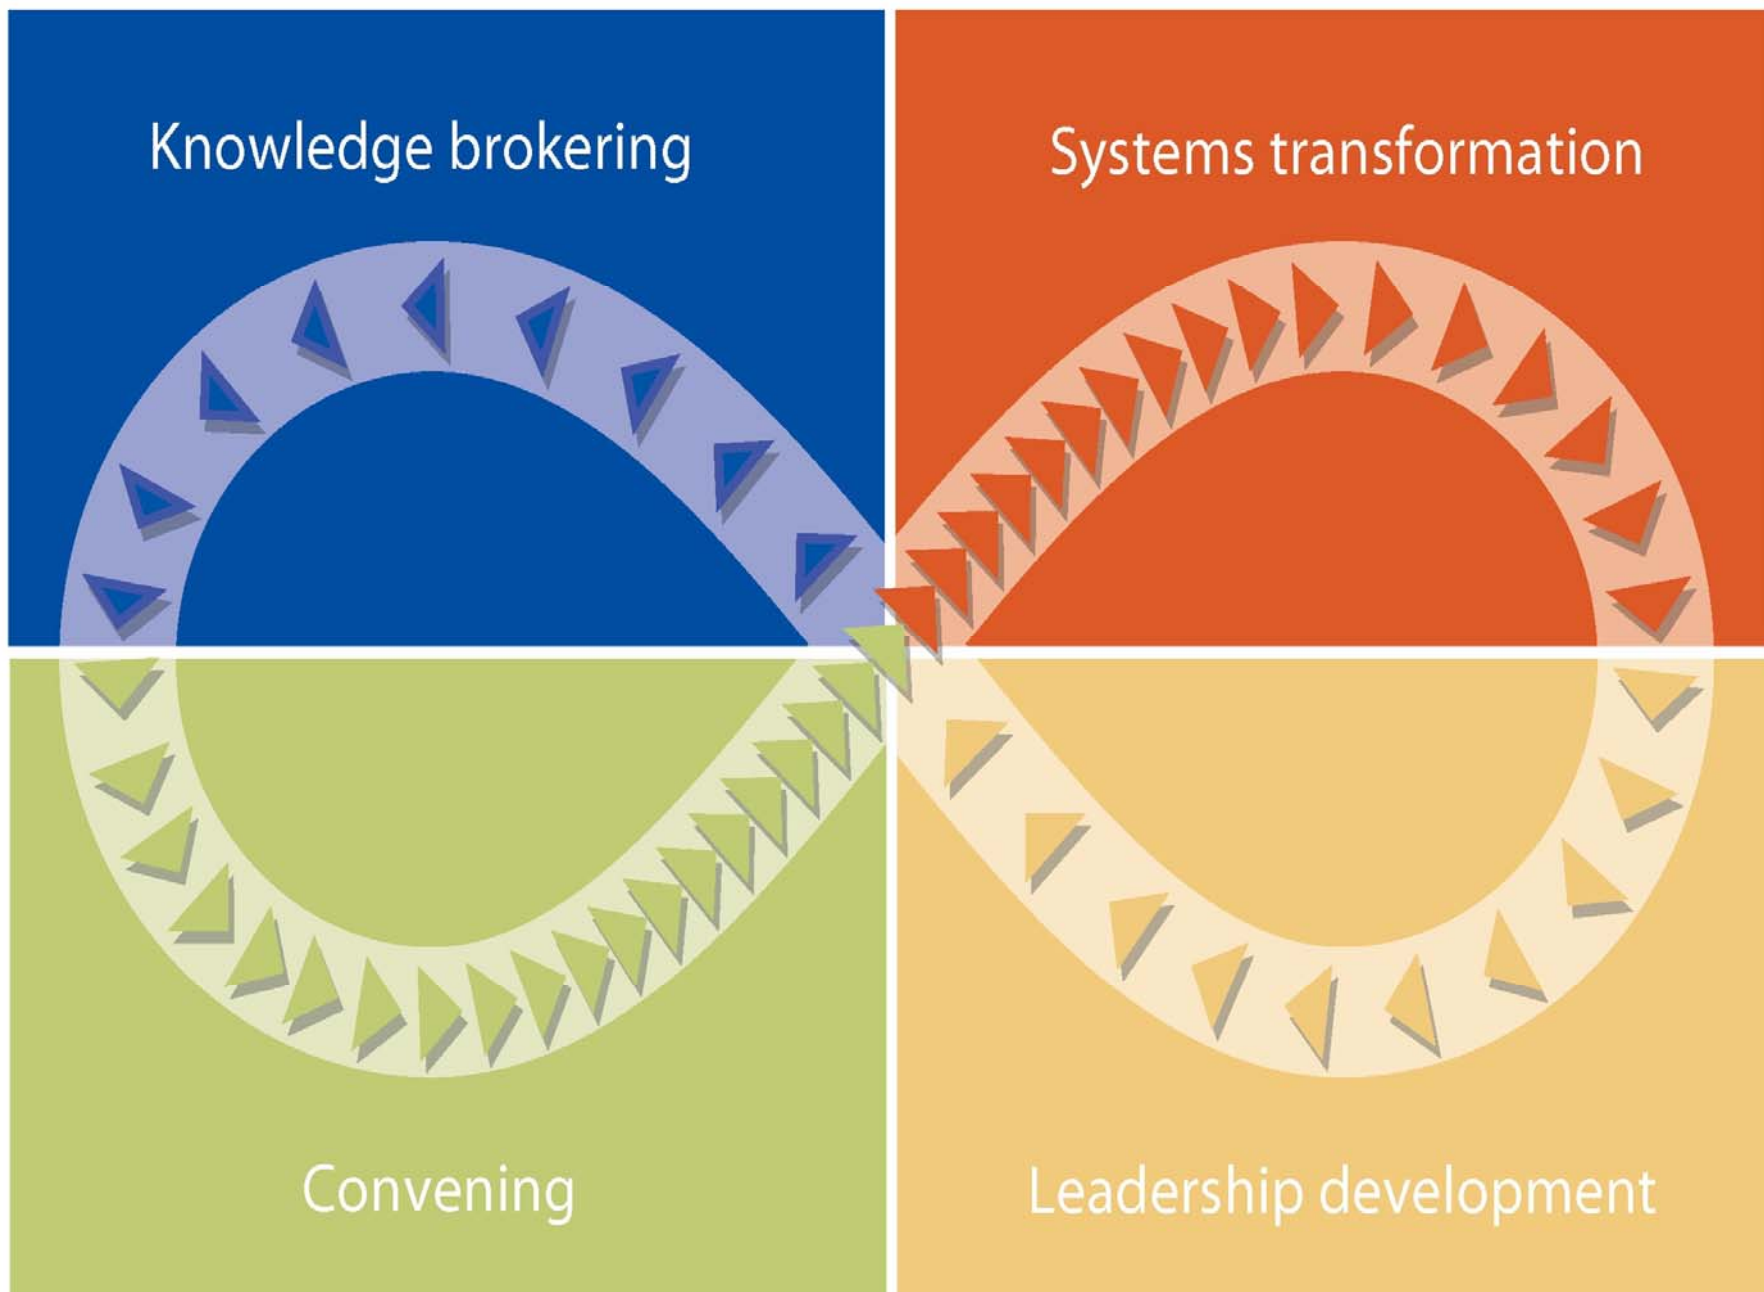 Knowledge brokering
Systems transformation
Convening
Leadership development